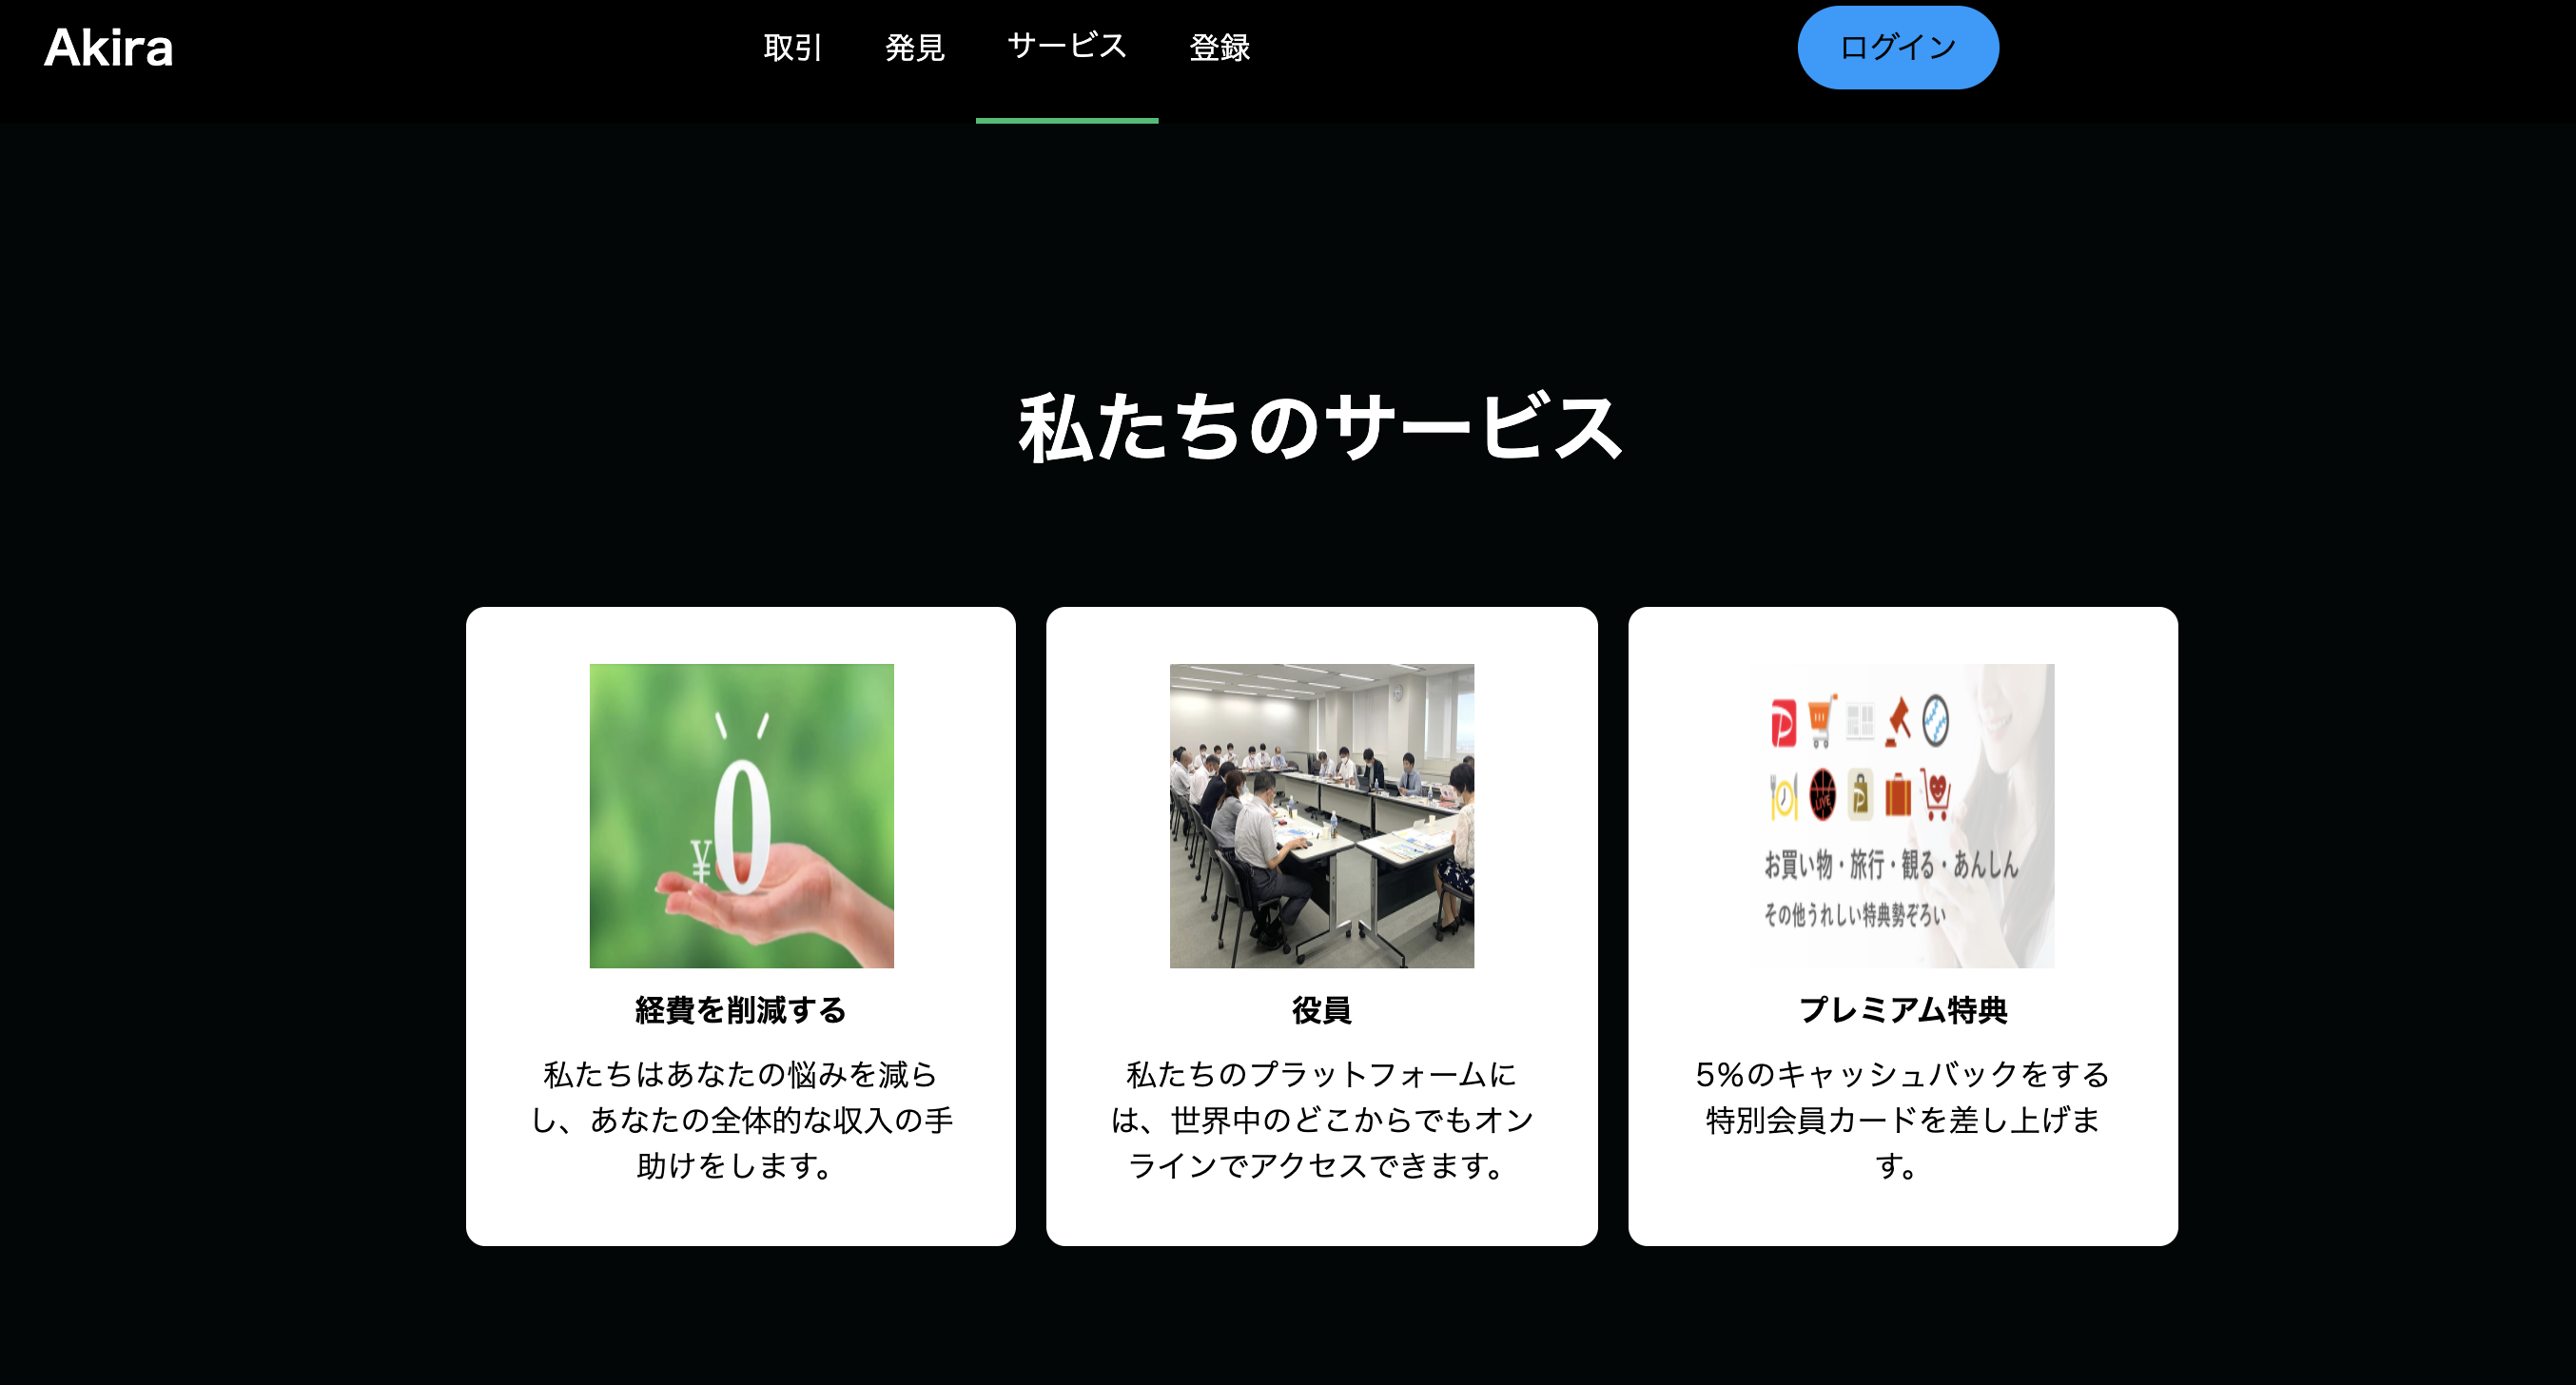 Akira
取引 発見 サービス 登録
ログイン
私たちのサービス
¥0
経費を削減する
私たちはあなたの悩みを減ら
し、あなたの全体的な収入の手
助けをします。
役員
私たちのプラットフォームに
は、世界中のどこからでもオン
ラインでアクセスできます。
LIVE
お買い物・旅行・観る・あんしん
その他うれしい特典勢ぞろい
プレミアム特典
5%のキャッシュバックをする
特別会員カードを差し上げま
す。